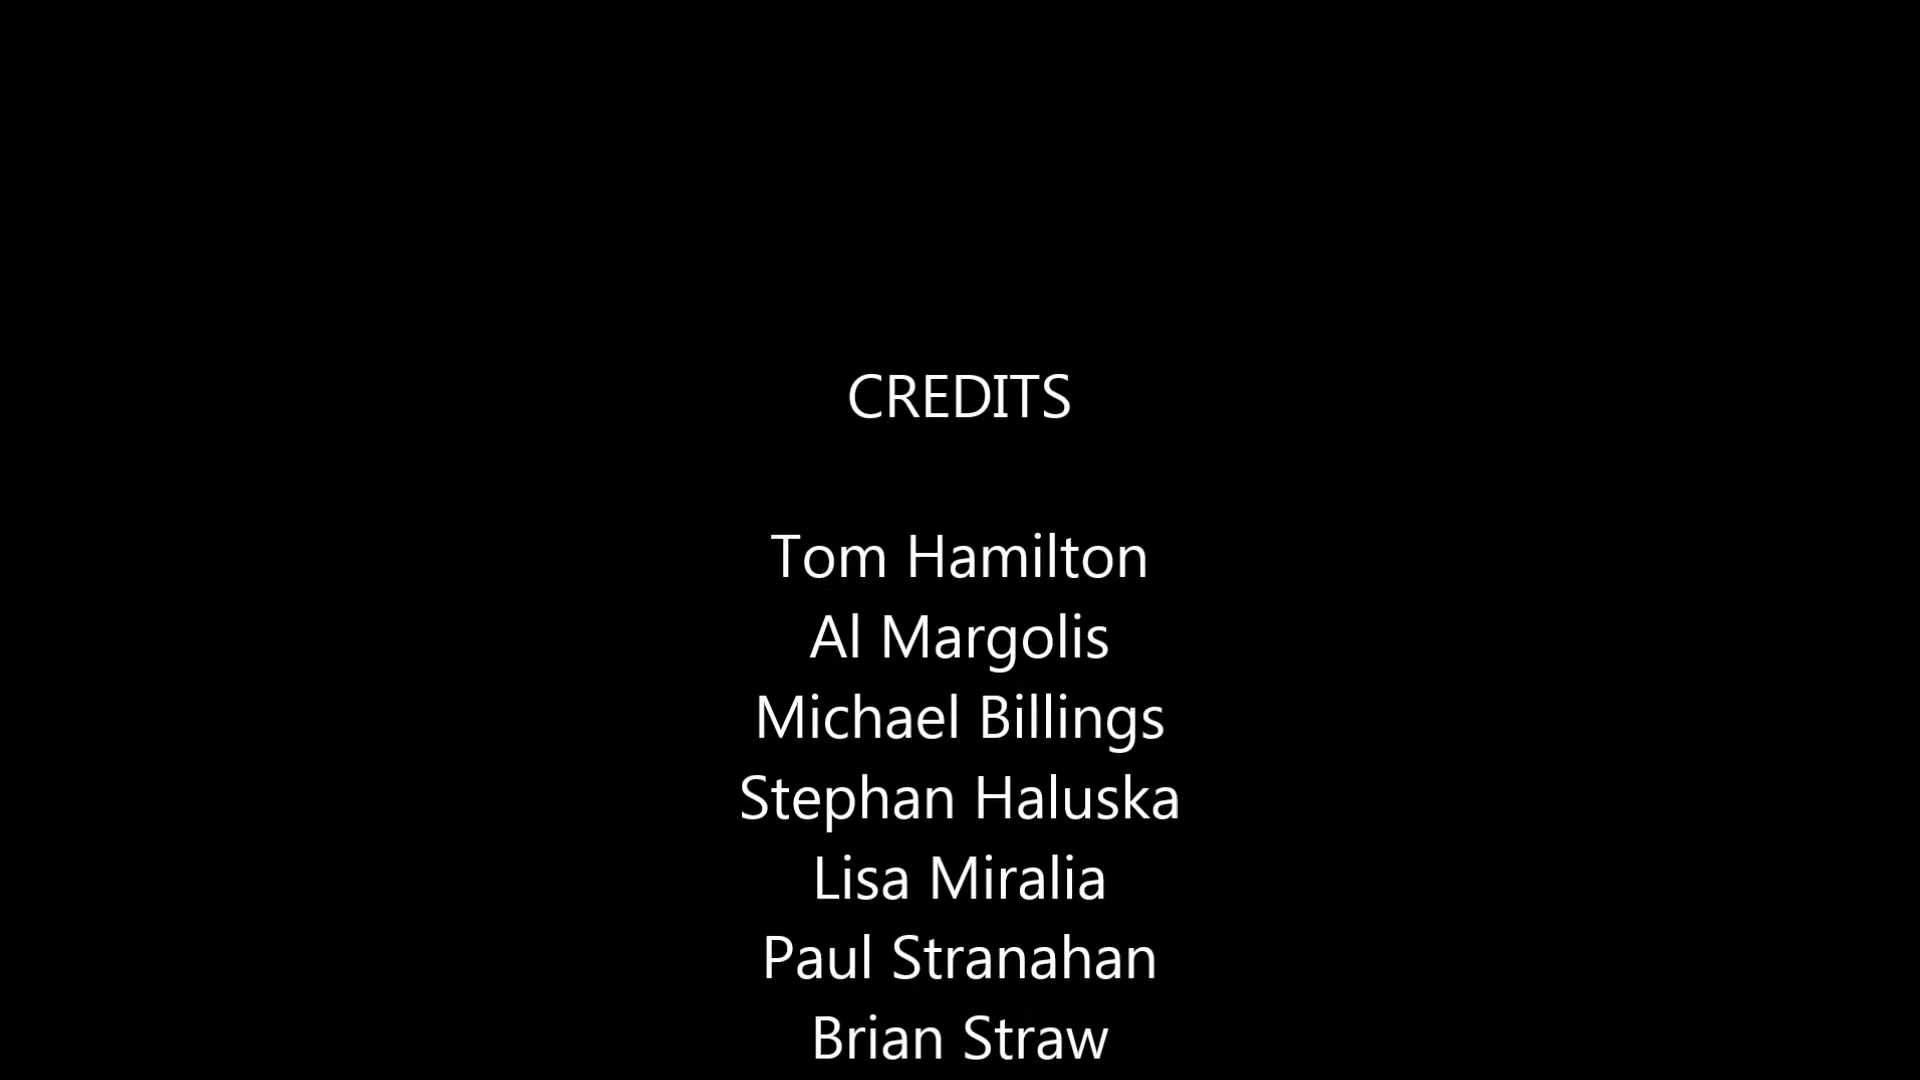 CREDITS
Tom Hamilton
Al Margolis
Michael Billings
Stephan Haluska
Lisa Miralia
Paul Stranahan
Brian Straw